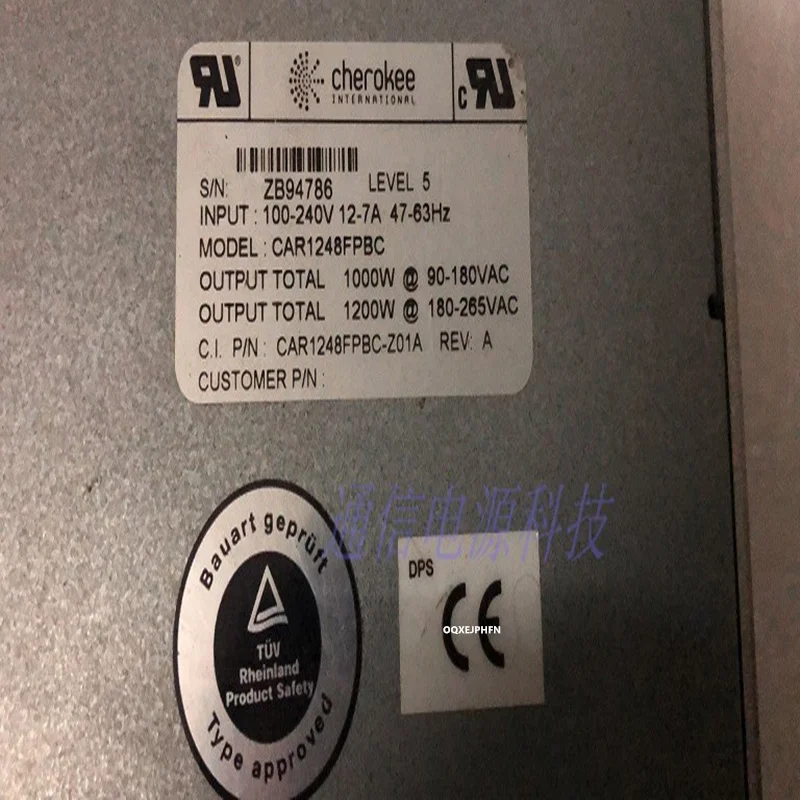 RU® cherokee c RU®
INTERNATIONAL
S/N: ZB94786 LEVEL 5
INPUT : 100-240V 12-7A 47-63Hz
MODEL : CAR1248FPBC
OUTPUT TOTAL 1000W @ 90-180VAC
OUTPUT TOTAL 1200W @ 180-265VAC
C.I. P/N : CAR1248FPBC-Z01A REV: A
CUSTOMER P/N :
通信电源科技
Bauart geprüft
TÜV
Rheinland
Product Safety
Type approved
DPS
CE
OQXEJPHFN